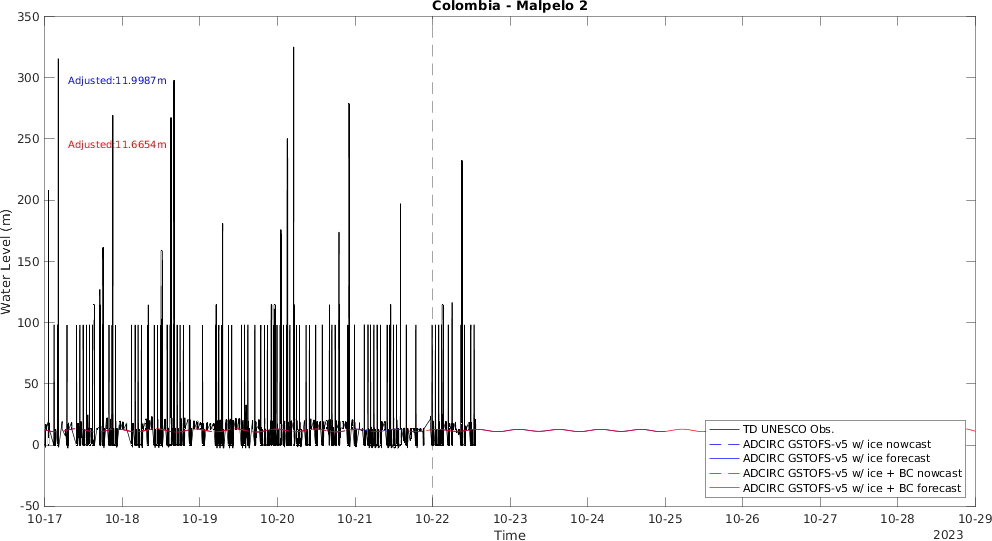 Colombia - Malpelo 2
350
300
250
200
150
100
50
0
-50
Water Level (m)
Adjusted:11.9987m
Adjusted:11.6654m
TD UNESCO Obs.
ADCIRC GSTOFS-v5 w/ ice nowcast
ADCIRC GSTOFS-v5 w/ ice forecast
ADCIRC GSTOFS-v5 w/ ice + BC nowcast
ADCIRC GSTOFS-v5 w/ ice + BC forecast
10-17 10-18 10-19 10-20 10-21 10-22 10-23 10-24 10-25 10-26 10-27 10-28 10-29
Time
2023